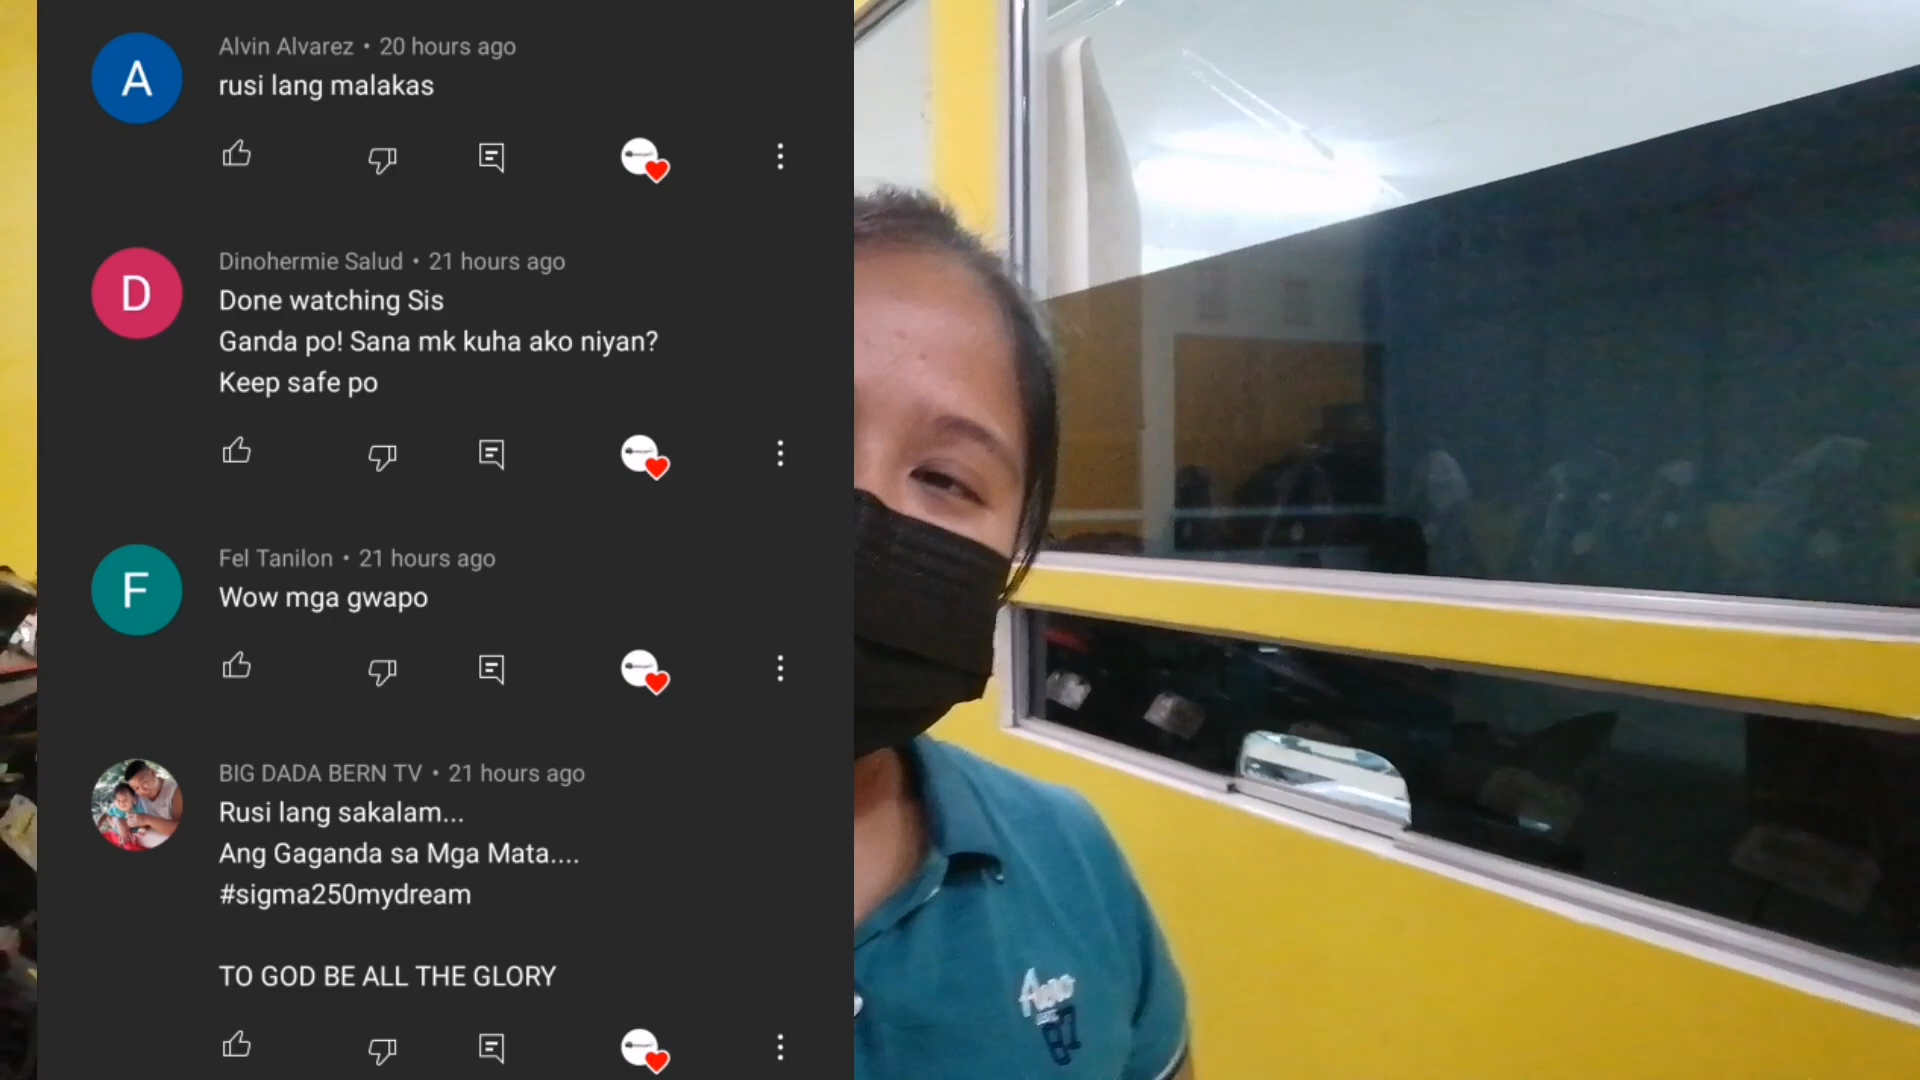 A
Alvin Alvarez • 20 hours ago
rusi lang malakas
D
Dinohermie Salud • 21 hours ago
Done watching Sis
Ganda po! Sana mk kuha ako niyan?
Keep safe po
F
Fel Tanilon • 21 hours ago
Wow mga gwapo
BIG DADA BERN TV • 21 hours ago
Rusi lang sakalam...
Ang Gaganda sa Mga Mata....
#sigma250mydream
TO GOD BE ALL THE GLORY
Aero